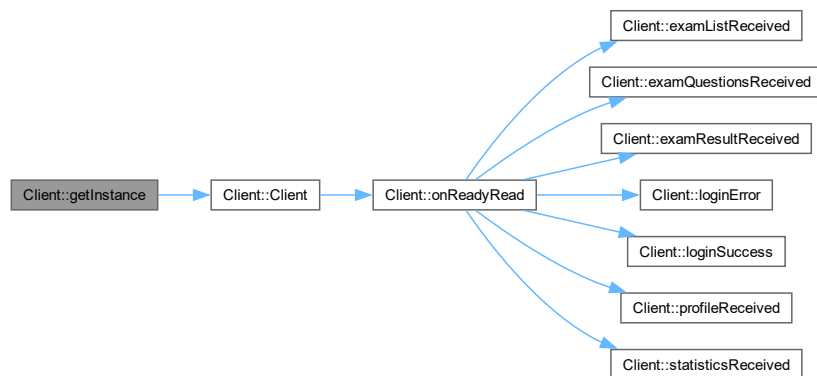 Client::getInstance
Client::Client
Client::onReadyRead
Client::examListReceived
Client::examQuestionsReceived
Client::examResultReceived
Client::loginError
Client::loginSuccess
Client::profileReceived
Client::statisticsReceived